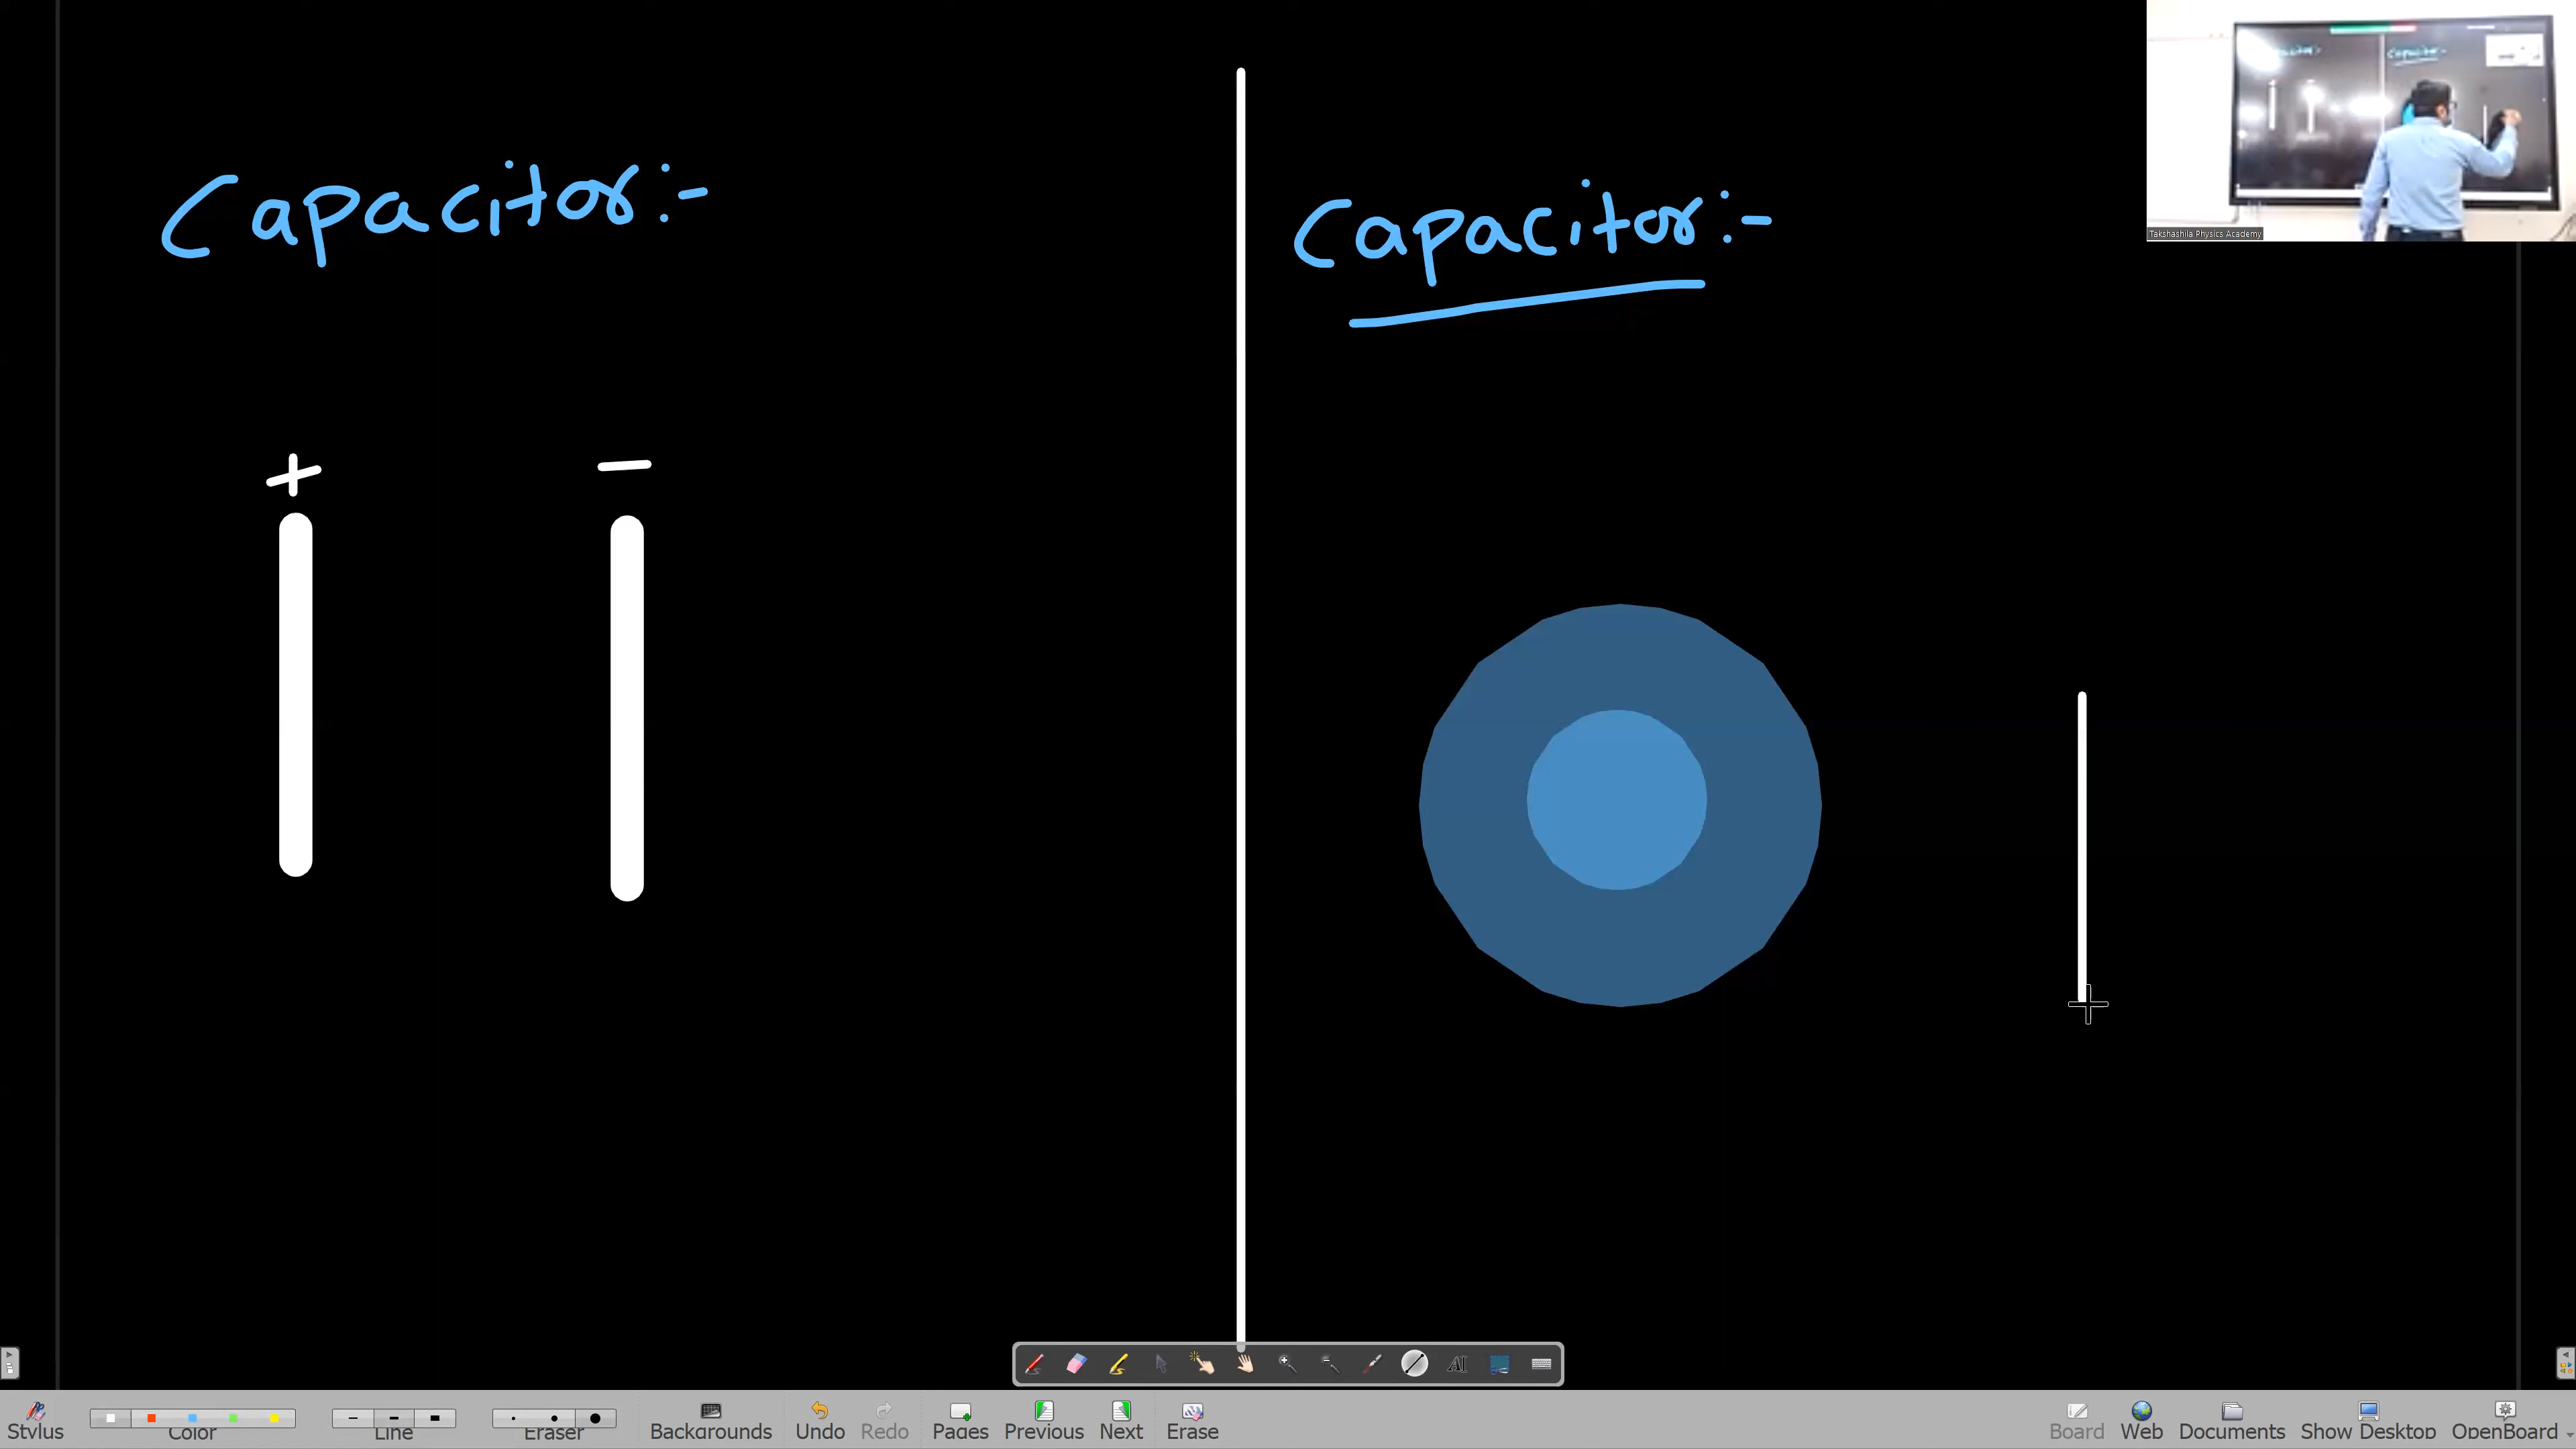 Capacitor:-
+ -
Capacitor:-
Takshashila Physics Academy
Stylus
Color
Line
Eraser
Backgrounds
Undo
Redo
Pages
Previous
Next
Erase
Board
Web
Documents
Show Desktop
OpenBoard